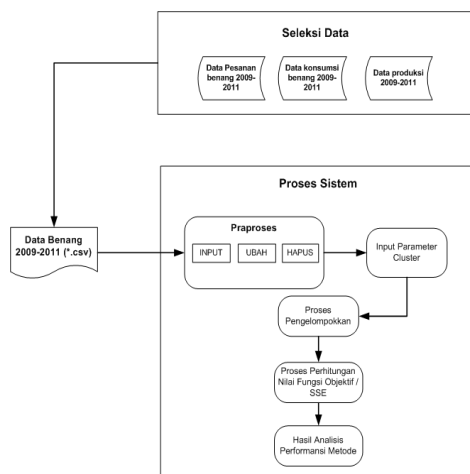 Seleksi Data
Data Pesanan
benang 2009-
2011
Data konsumsi
benang 2009-
2011
Data produksi
2009-2011
Proses Sistem
Data Benang
2009-2011 (*.csv)
Praproses
INPUT
UBAH
HAPUS
Input Parameter
Cluster
Proses
Pengelompokkan
Proses Perhitungan
Nilai Fungsi Objektif /
SSE
Hasil Analisis
Performansi Metode